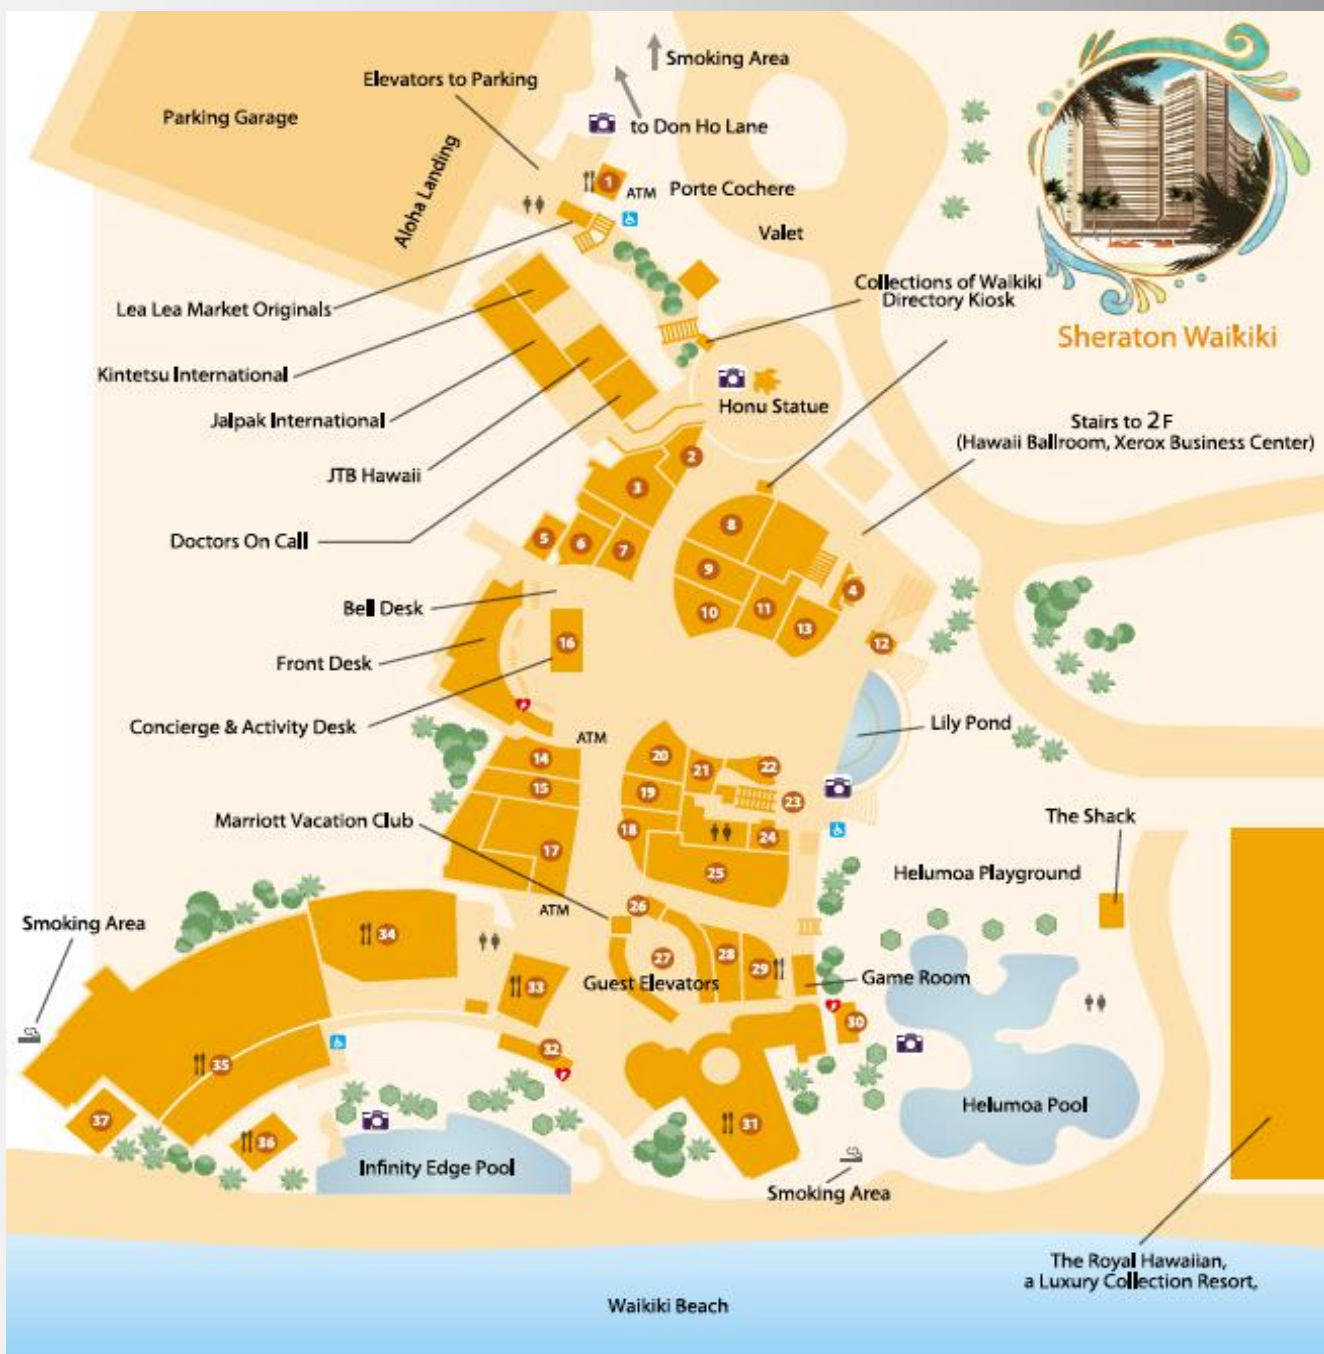 Smoking Area
Elevators to Parking
Parking Garage
to Don Ho Lane
Aloha Landing
1
ATM
Porte Cochere
Valet
Collections of Waikiki
Directory Kiosk
Lea Lea Market Originals
Sheraton Waikiki
Kintetsu International
Honu Statue
Jalpak International
Stairs to 2F
(Hawaii Ballroom, Xerox Business Center)
2
JTB Hawaii
3
8
Doctors On Call
5
6
7
9
4
Bell Desk
10
11
13
16
12
Front Desk
Concierge & Activity Desk
ATM
Lily Pond
14
20
21
22
15
19
23
Marriott Vacation Club
18
24
The Shack
17
25
Helumoa Playground
ATM
26
Smoking Area
34
27
28
29
Guest Elevators
Game Room
33
30
32
35
37
36
31
Helumoa Pool
Infinity Edge Pool
Smoking Area
The Royal Hawaiian,
a Luxury Collection Resort,
Waikiki Beach